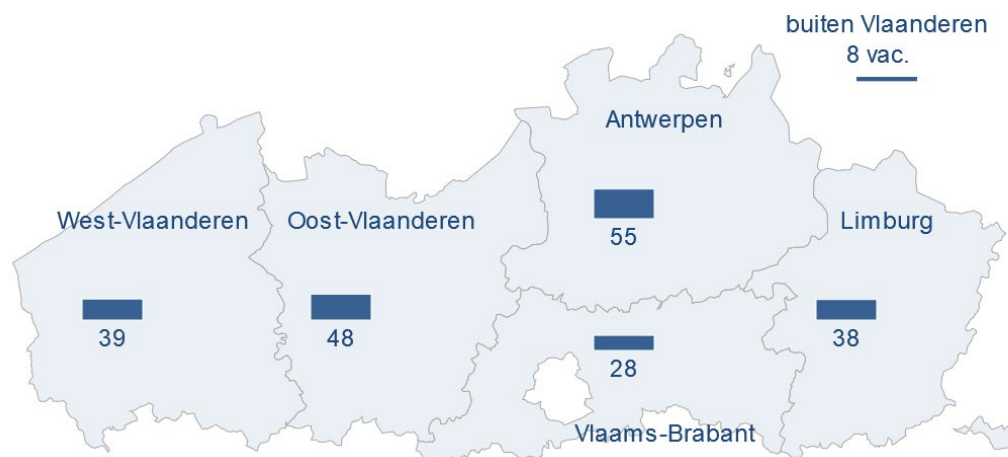 buiten Vlaanderen
8 vac.
Antwerpen
55
West-Vlaanderen
39
Oost-Vlaanderen
48
Limburg
38
28
Vlaams-Brabant